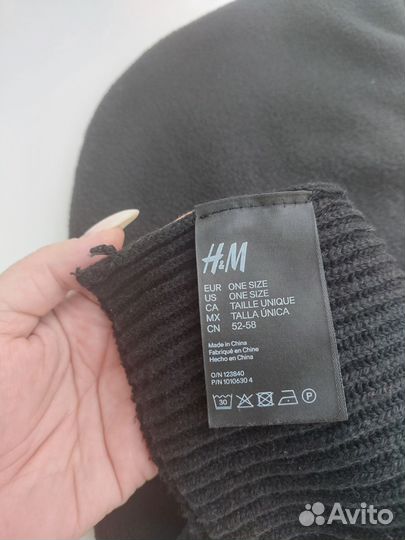 H&M
EUR ONE SIZE
US ONE SIZE
CA TAILLE UNIQUE
MX TALLA ÚNICA
CN 52-58
Made in China
Fabriqué en Chine
Hecho en China
O/N 123840
P/N 1010630 4
30 P
Avito